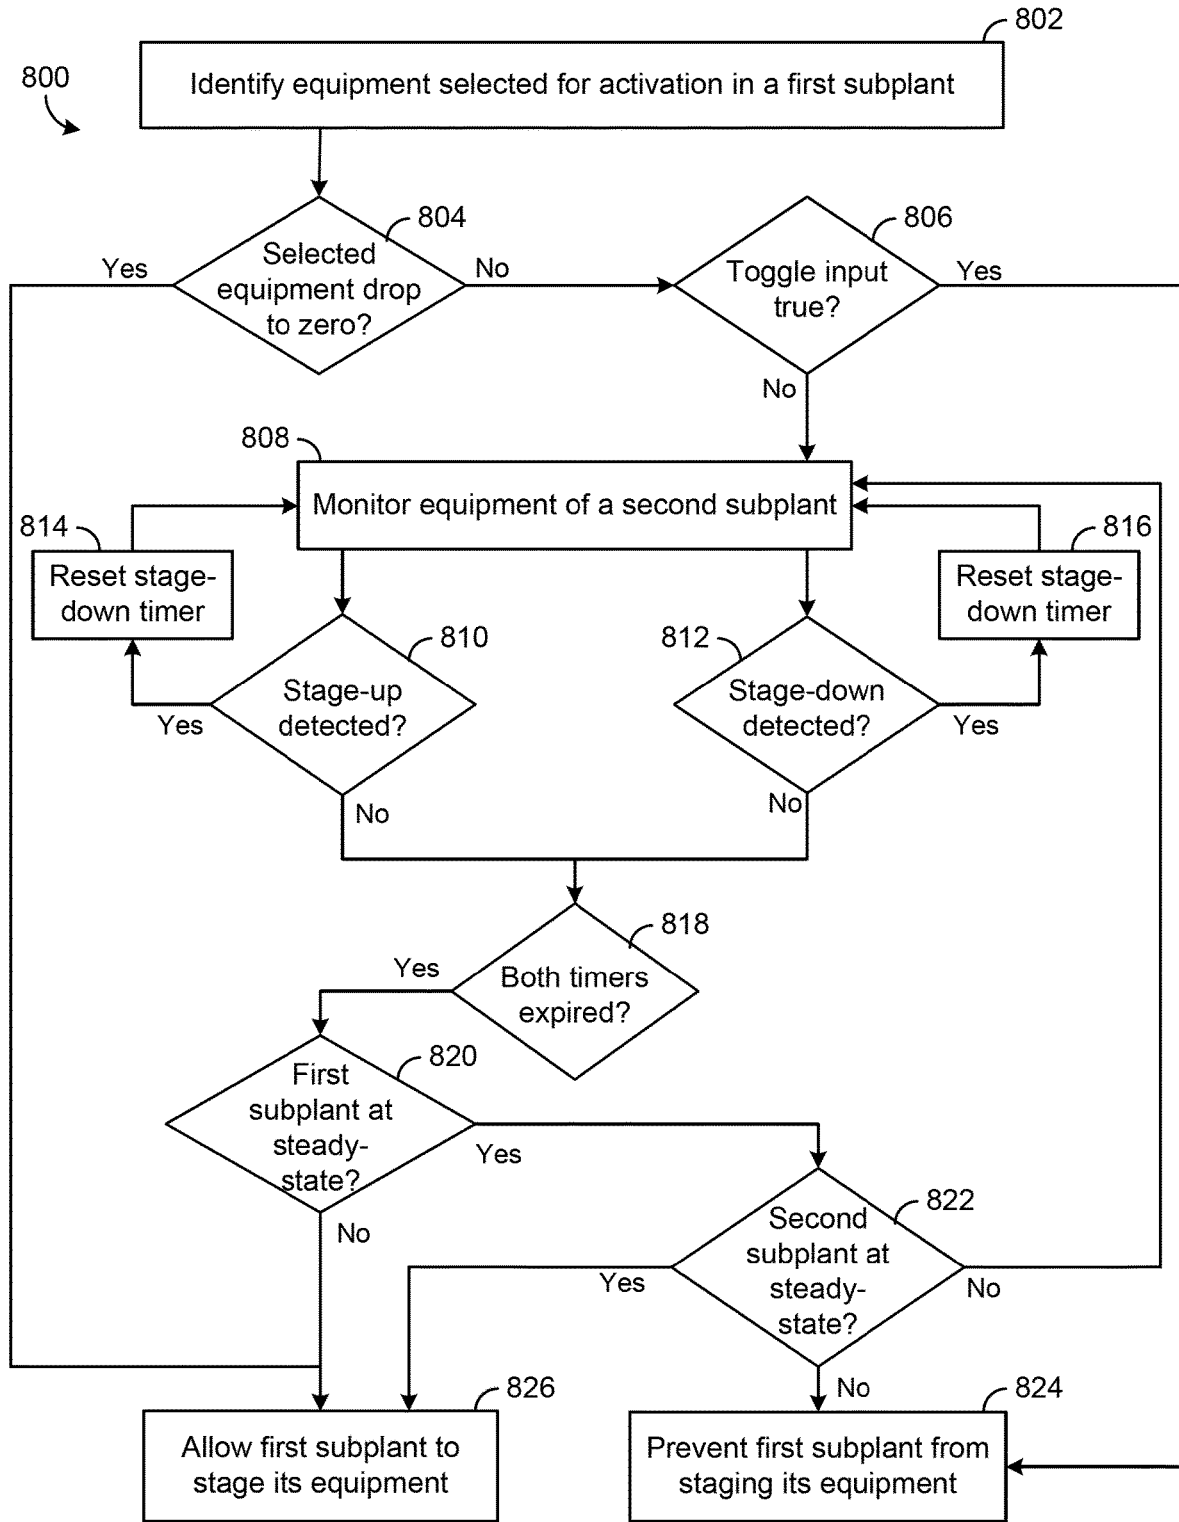 802
Identify equipment selected for activation in a first subplant
800
804
Selected
equipment drop
to zero?
Yes
No
806
Toggle input
true?
Yes
No
808
Monitor equipment of a second subplant
814
Reset stage-
down timer
816
Reset stage-
down timer
810
Stage-up
detected?
Yes
No
812
Stage-down
detected?
Yes
No
818
Both timers
expired?
Yes
820
First
subplant at
steady-
state?
Yes
No
822
Second
subplant at
steady-
state?
Yes
No
No
826
Allow first subplant to
stage its equipment
824
Prevent first subplant from
staging its equipment